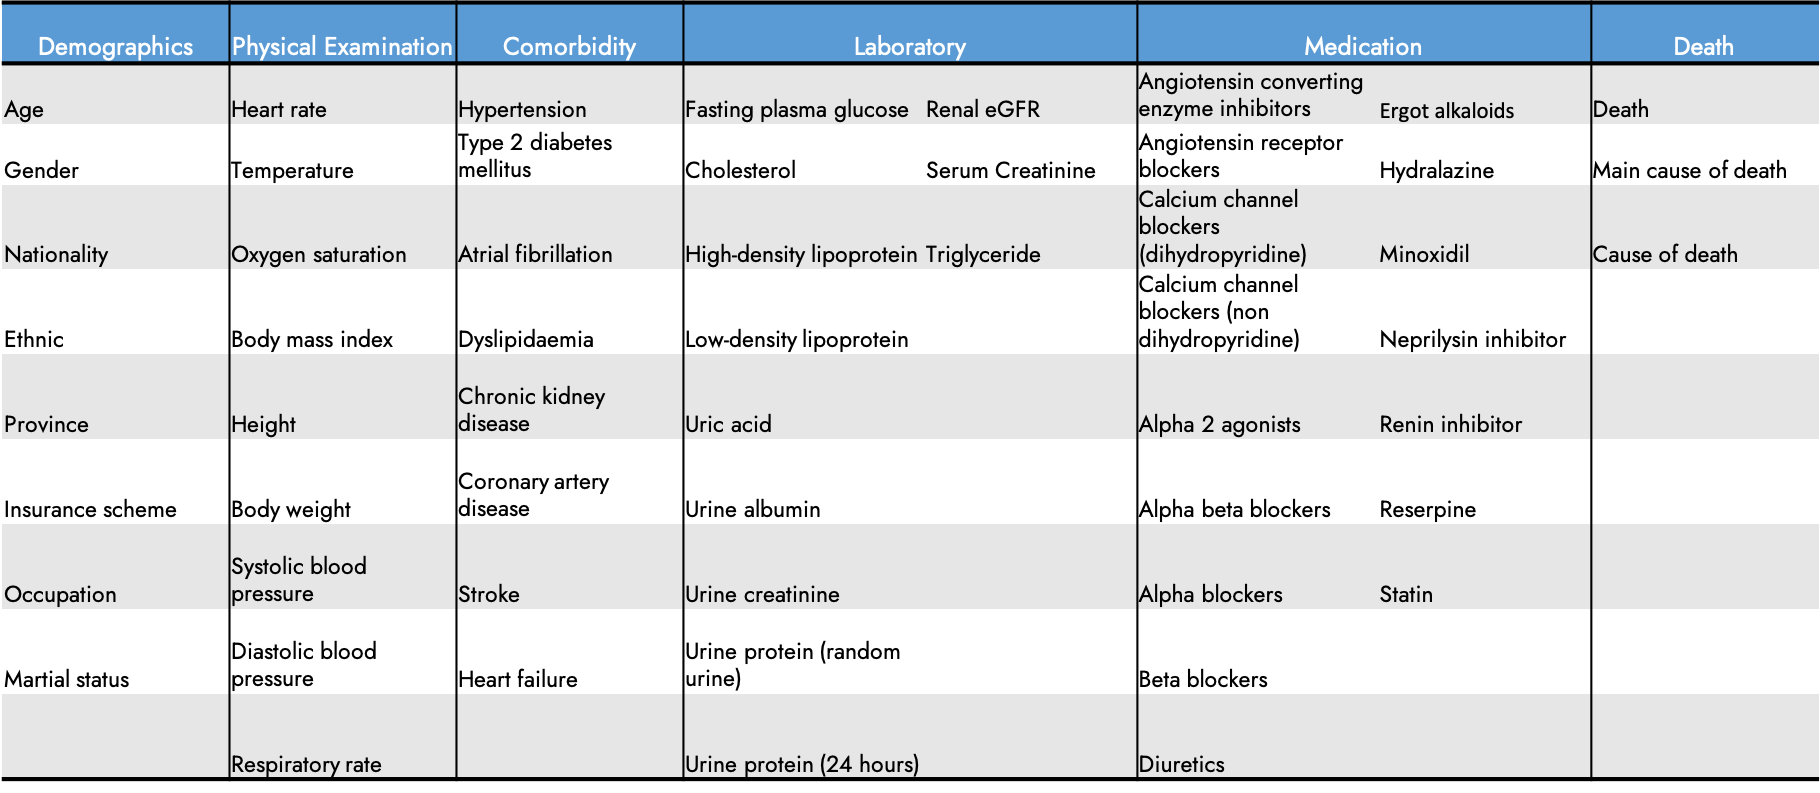 Demographics Physical Examination Comorbidity Laboratory Medication Death
Angiotensin converting
Age Heart rate Hypertension Fasting plasma glucose Renal eGFR enzyme inhibitors Ergot alkaloids Death
Type 2 diabetes Angiotensin receptor
Gender Temperature mellitus Cholesterol Serum Creatinine blockers Hydralazine Main cause of death
Calcium channel
blockers
Nationality Oxygen saturation Atrial fibrillation High-density lipoprotein Triglyceride (dihydropyridine) Minoxidil Cause of death
Calcium channel
blockers (non
Ethnic Body mass index Dyslipidaemia Low-density lipoprotein dihydropyridine) Neprilysin inhibitor
Chronic kidney
Province Height disease Uric acid Alpha 2 agonists Renin inhibitor
Coronary artery
Insurance scheme Body weight disease Urine albumin Alpha beta blockers Reserpine
Systolic blood
Occupation pressure Stroke Urine creatinine Alpha blockers Statin
Diastolic blood Urine protein (random
Martial status pressure Heart failure urine) Beta blockers
Respiratory rate Urine protein (24 hours) Diuretics